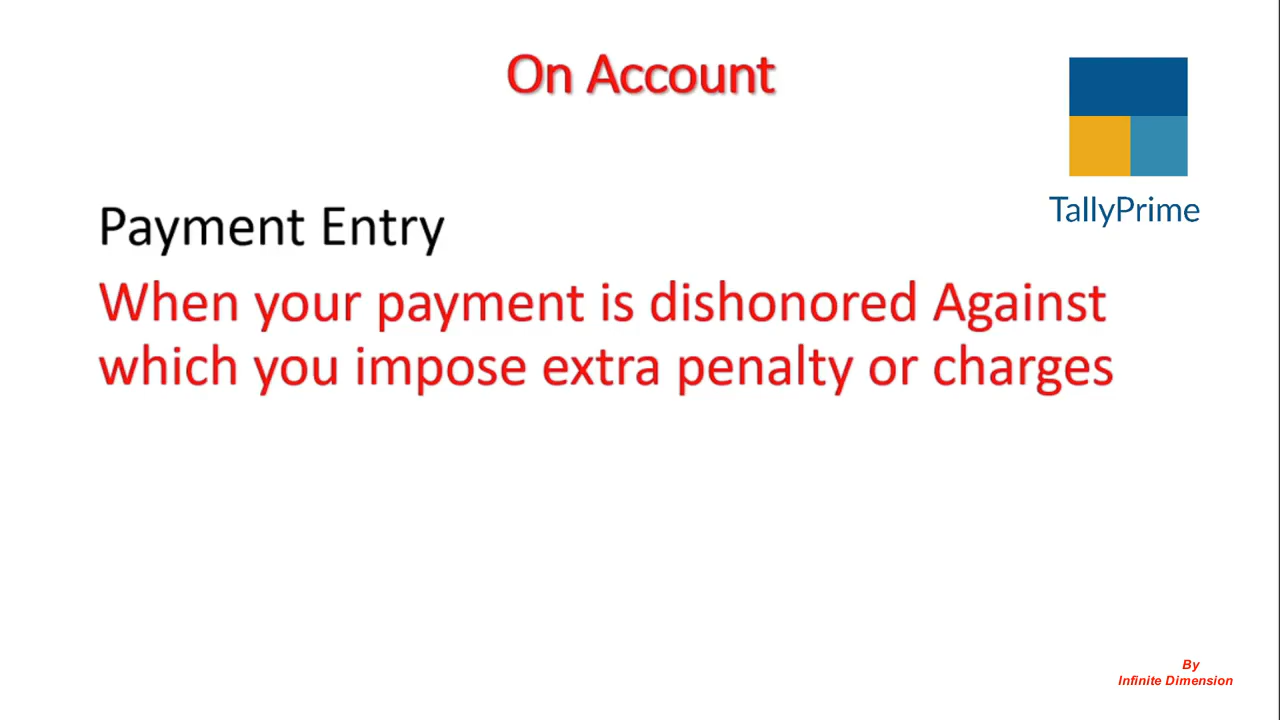 On Account
TallyPrime
Payment Entry
When your payment is dishonored Against
which you impose extra penalty or charges
By
Infinite Dimension